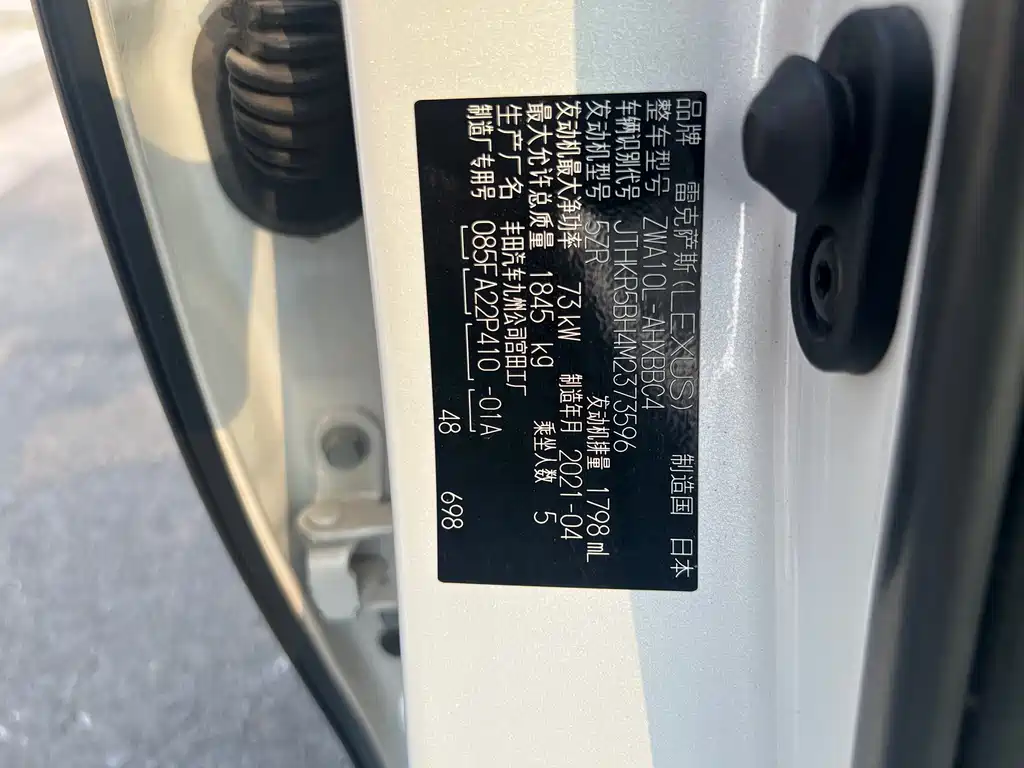 品牌 雷克萨斯(LEXUS) 制造国 日本
整车型号 ZWA10L-AHXBBC4
车辆识别代号 JTHKR5BH4M2373596
发动机型号 5ZR 发动机排量 1798 mL
发动机最大净功率 73 kW 制造年月 2021-04
最大允许总质量 1845 kg 乘坐人数 5
生产厂名 丰田汽车九州公司宫田工厂
制造厂专用号 085FA22P410 -01A
48 698